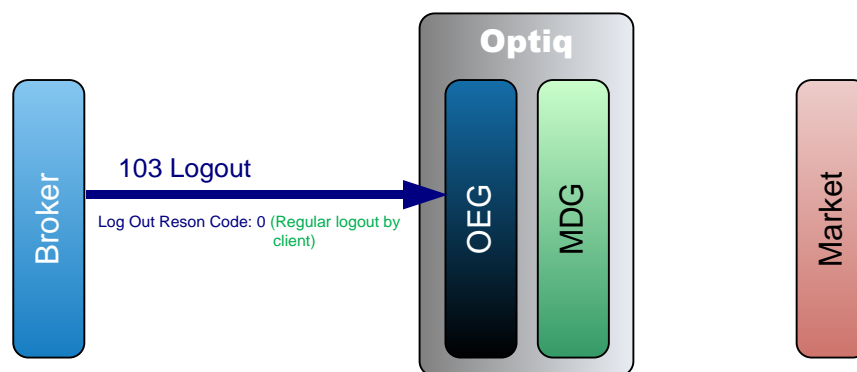 Optiq
Broker
103 Logout
Log Out Reson Code: 0 (Regular logout by
client)
OEG
MDG
Market